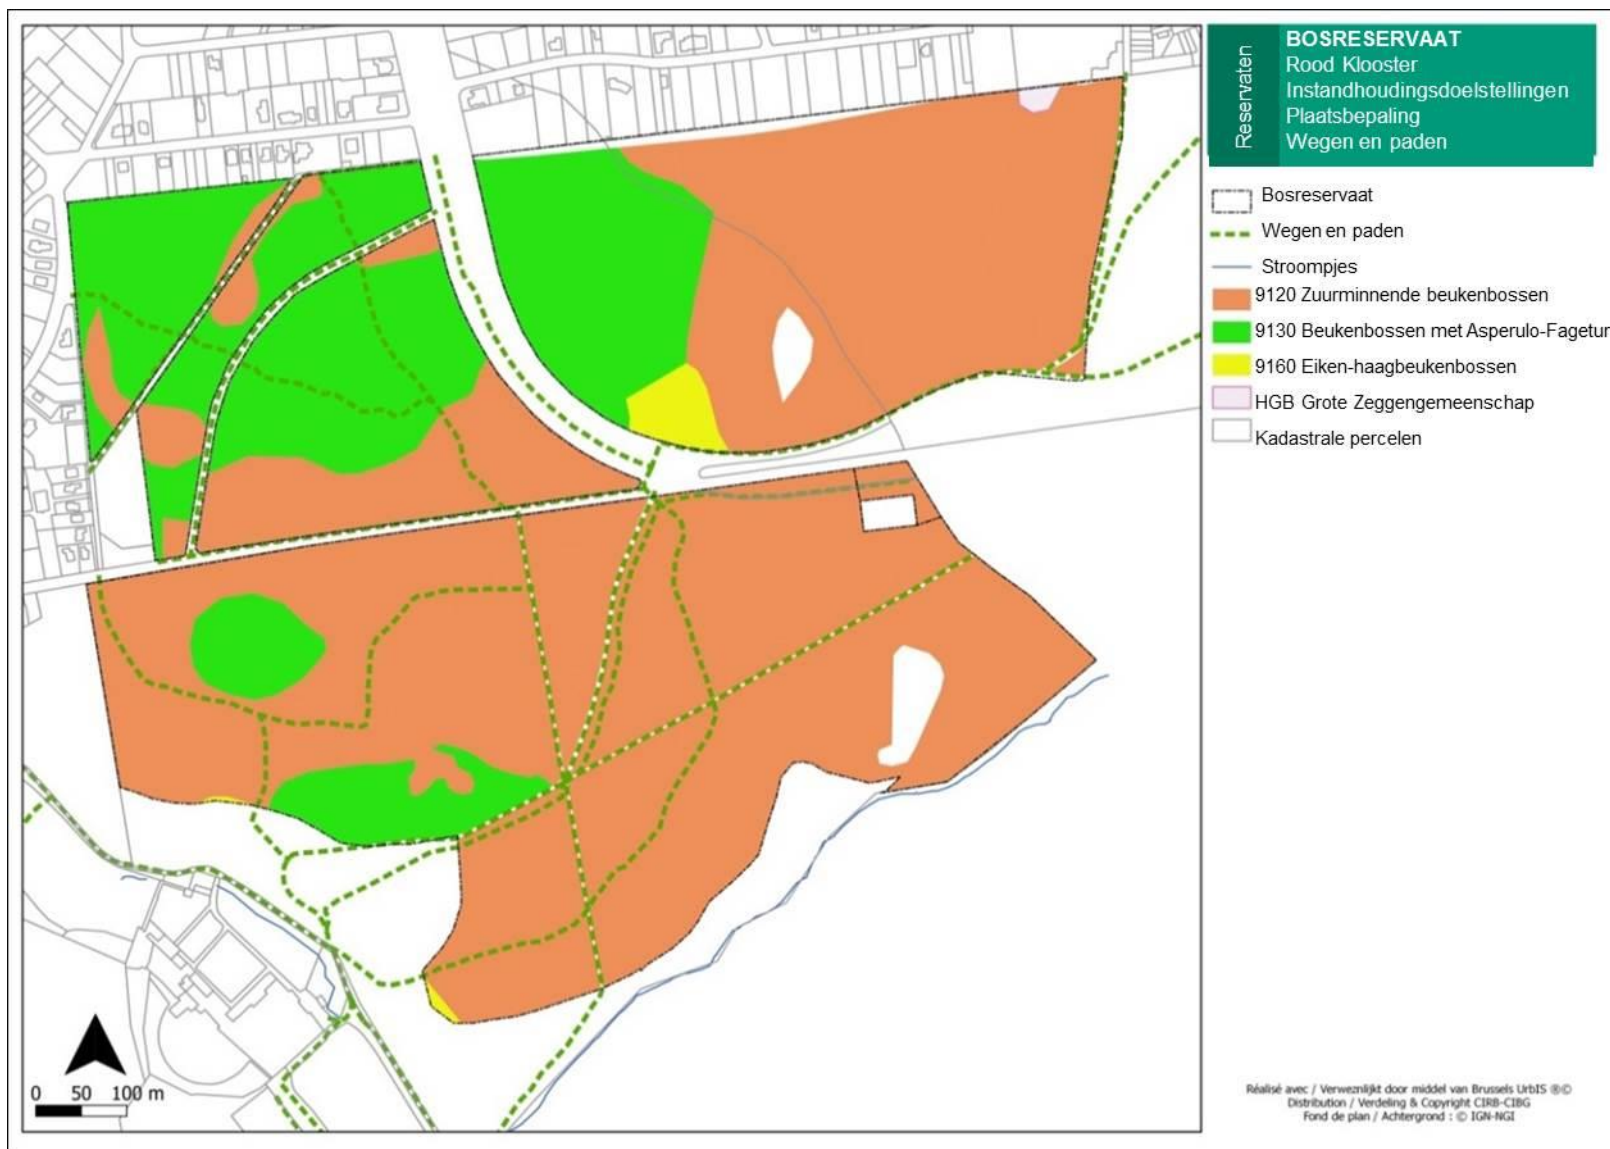 Reservaten
BOSRESERVAAT
Rood Klooster
Instandhoudingsdoelstellingen
Plaatsbepaling
Wegen en paden
Bosreservaat
Wegen en paden
Stroompjes
9120 Zuurminnende beukenbossen
9130 Beukenbossen met Asperulo-Fagetur
9160 Eiken-haagbeukenbossen
HGB Grote Zeggengemeenschap
Kadastrale percelen
0 50 100 m
Réalisé avec / Verweznlijkt door middel van Brussels UrbIS ®©
Distribution / Verdeling & Copyright CIRB-CIBG
Fond de plan / Achtergrond : © IGN-NGI